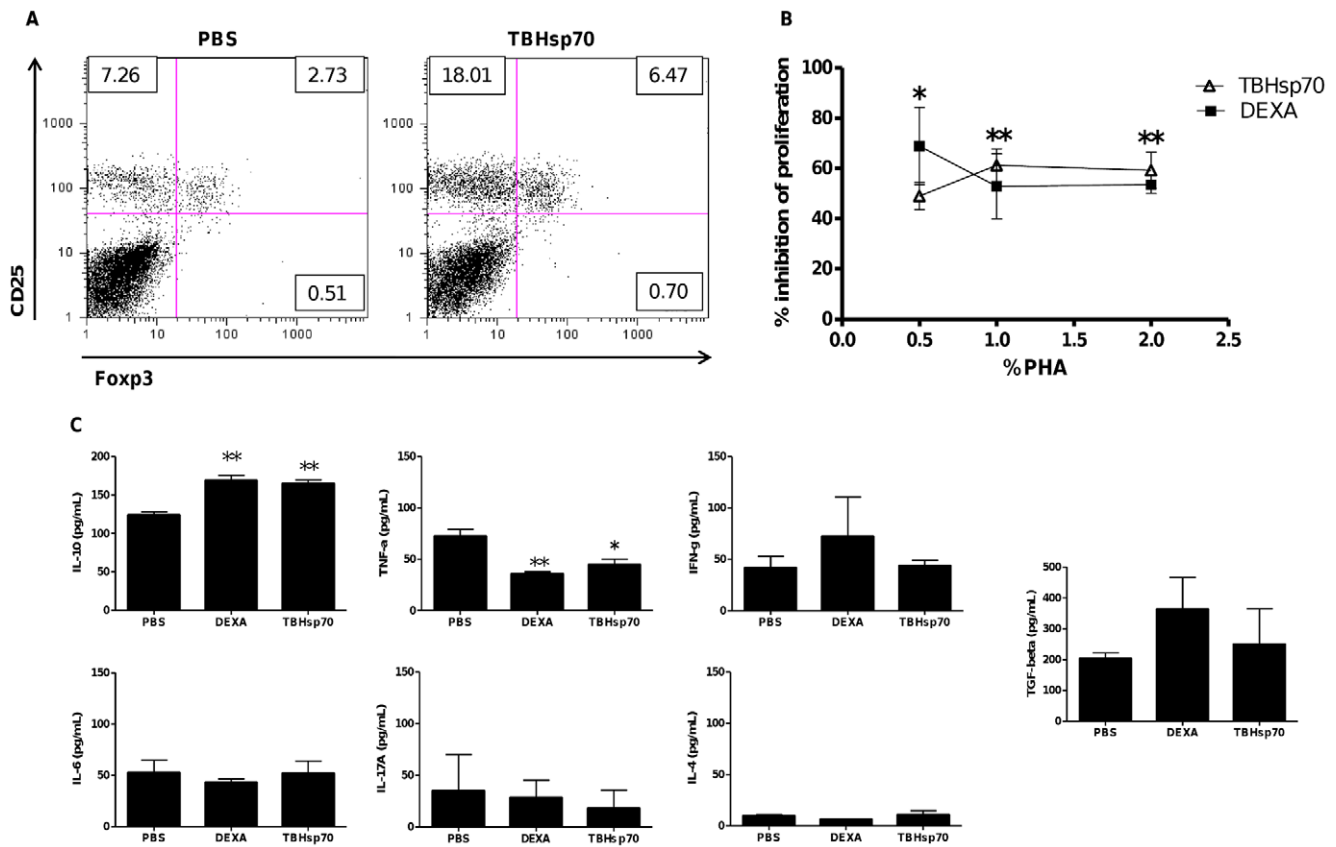 A
PBS
TBHsp70
CD25
7.26
2.73
0.51
1000
100
10
1
1
10
100
1000
18.01
6.47
0.70
1000
100
10
1
1
10
100
1000
Foxp3
B
% inhibition of proliferation
100
80
60
40
20
0
*
**
**
0.0
0.5
1.0
1.5
2.0
2.5
%PHA
TBHsp70
DEXA
C
IL-10 (pg/mL)
200
150
100
50
0
**
**
PBS
DEXA
TBHsp70
TNF-a (pg/mL)
150
100
50
0
**
*
PBS
DEXA
TBHsp70
IFN-g (pg/mL)
150
100
50
0
PBS
DEXA
TBHsp70
TGF-beta (pg/mL)
500
400
300
200
100
0
PBS
DEXA
TBHsp70
IL-6 (pg/mL)
150
100
50
0
PBS
DEXA
TBHsp70
IL-17A (pg/mL)
150
100
50
0
PBS
DEXA
TBHsp70
IL-4 (pg/mL)
150
100
50
0
PBS
DEXA
TBHsp70